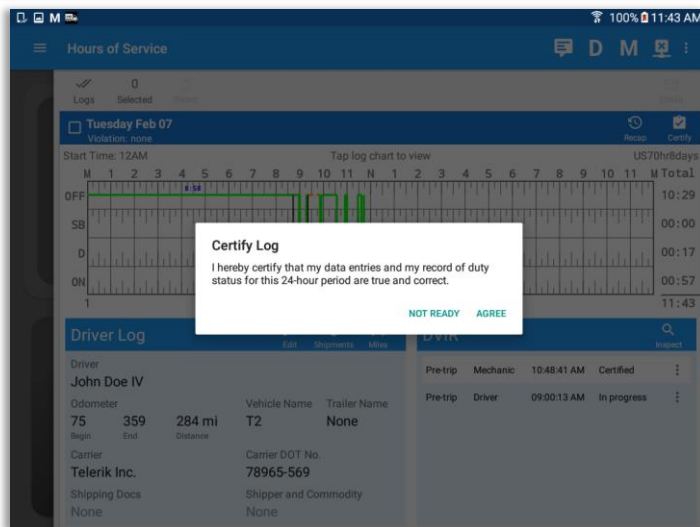 M 100% 11:43 AM
Hours of Service D M
0
Logs Selected
Tuesday Feb 07
Violation: none Recap Certify
Start Time: 12AM Tap log chart to view US70hr8days
M 1 2 3 4 5 6 7 8 9 10 11 N 1 2 3 4 5 6 7 8 9 10 11 M Total
OFF 8:58 10:29
SB 00:00
D 00:17
ON 00:57
1 11:43
Certify Log
I hereby certify that my data entries and my record of duty
status for this 24-hour period are true and correct.
NOT READY AGREE
Driver Log
Edit Shipments Miles
DVIR
Inspect
Driver
John Doe IV
Odometer Vehicle Name Trailer Name
75 359 284 mi T2 None
Begin End Distance
Carrier Carrier DOT No.
Telerik Inc. 78965-569
Shipping Docs Shipper and Commodity
None None
Pre-trip Mechanic 10:48:41 AM Certified
Pre-trip Driver 09:00:13 AM In progress